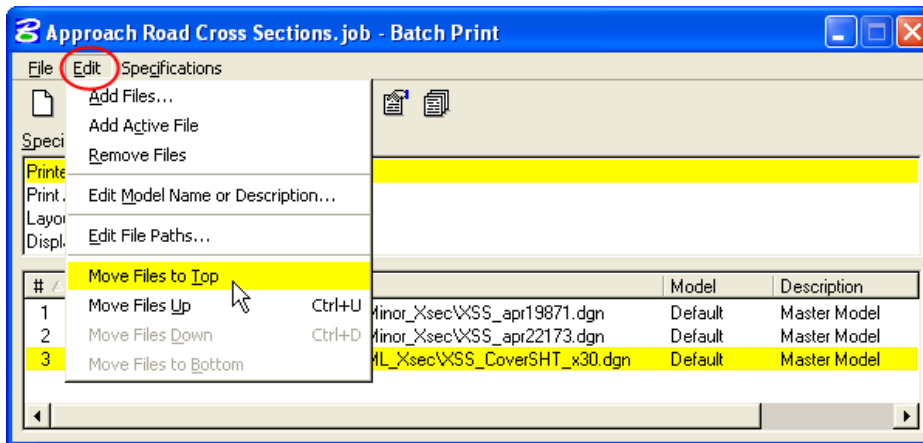 Approach Road Cross Sections.job - Batch Print
File Edit Specifications
Add Files...
Add Active File
Remove Files
Edit Model Name or Description...
Edit File Paths...
Move Files to Top
Move Files Up Ctrl+U
Move Files Down Ctrl+D
Move Files to Bottom
Speci
Printe
Print
Layou
Displ
# Model Description
1 Minor_Xsec\XSS_apr19871.dgn Default Master Model
2 Minor_Xsec\XSS_apr22173.dgn Default Master Model
3 ML_Xsec\XSS_CoverSHT_x30.dgn Default Master Model